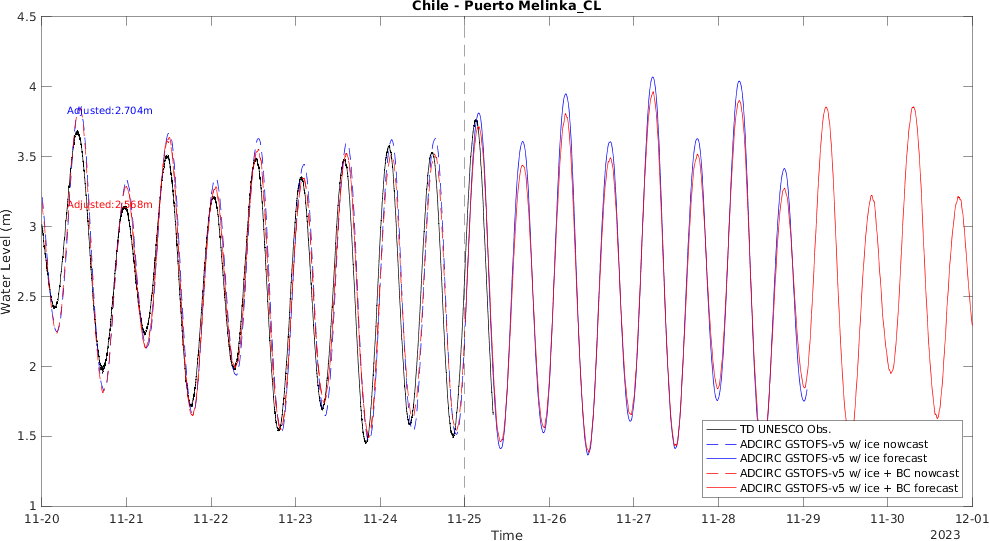 Chile - Puerto Melinka_CL
4.5
4
3.5
3
2.5
2
1.5
1
Water Level (m)
Adjusted:2.704m
Adjusted:2.568m
TD UNESCO Obs.
ADCIRC GSTOFS-v5 w/ ice nowcast
ADCIRC GSTOFS-v5 w/ ice forecast
ADCIRC GSTOFS-v5 w/ ice + BC nowcast
ADCIRC GSTOFS-v5 w/ ice + BC forecast
11-20 11-21 11-22 11-23 11-24 11-25 11-26 11-27 11-28 11-29 11-30 12-01
Time
2023